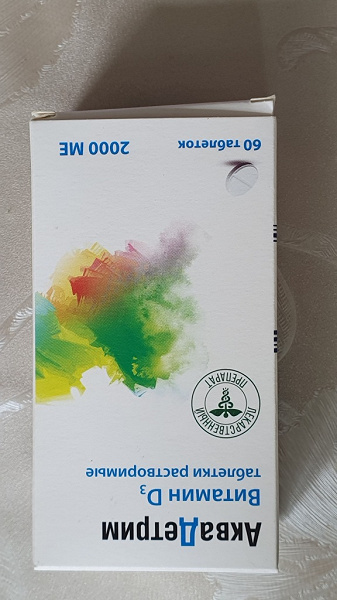 АкваДетрим
Витамин D₃
таблетки растворимые
ЛЕКАРСТВЕННЫЙ
ПРЕПАРАТ
60 таблеток
2000 МЕ